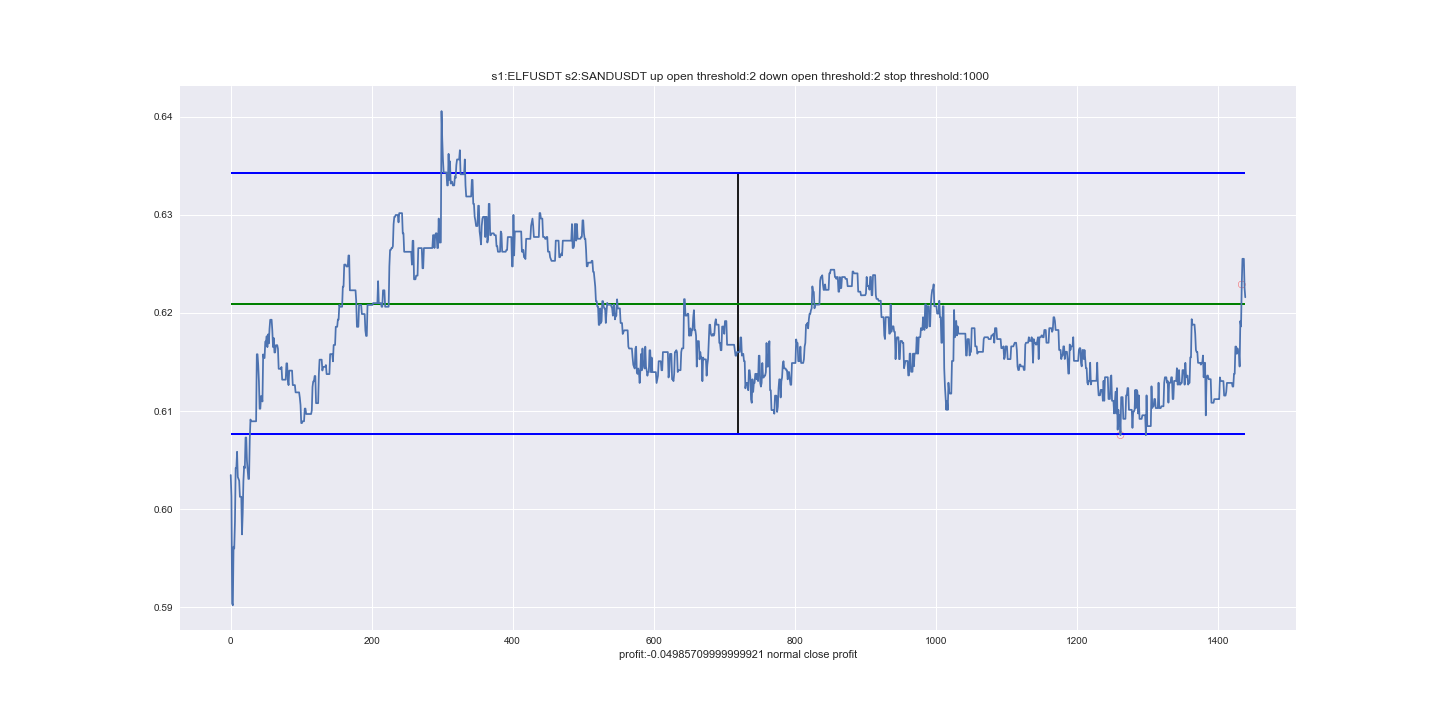 s1:ELFUSDT s2:SANDUSDT up open threshold:2 down open threshold:2 stop threshold:1000
0.64
0.63
0.62
0.61
0.60
0.59
0 200 400 600 800 1000 1200 1400
profit:-0.04985709999999921 normal close profit